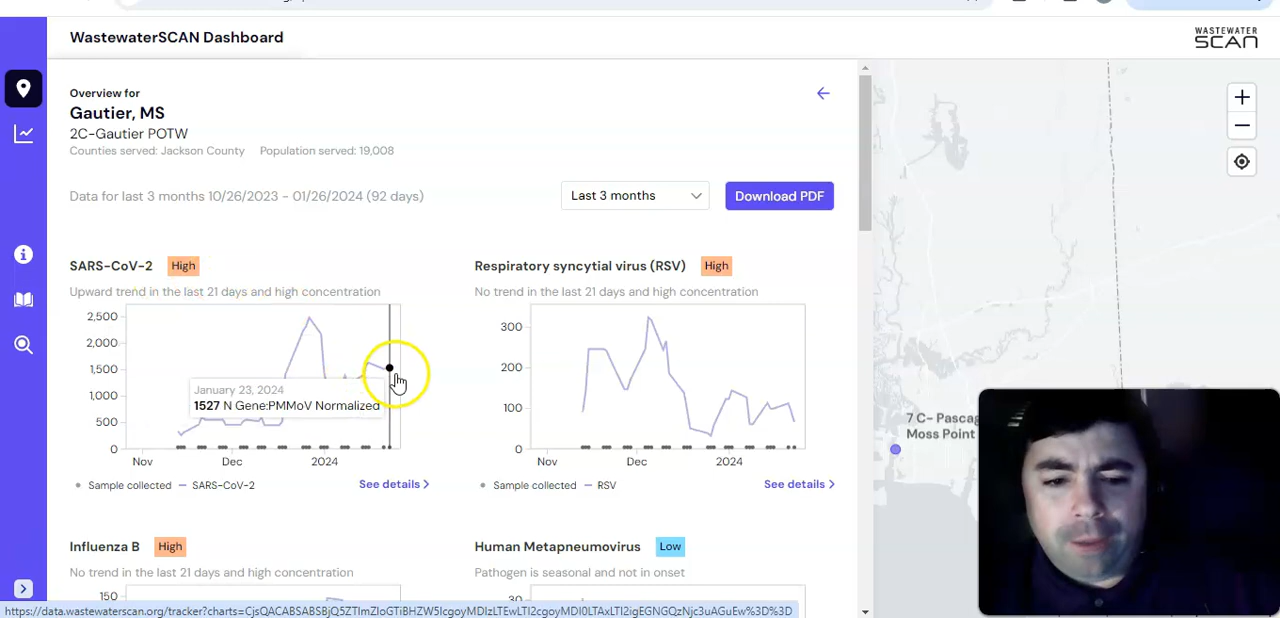 WastewaterSCAN Dashboard
WASTEWATER
SCAN
Overview for
Gautier, MS
2C-Gautier POTW
Counties served: Jackson County Population served: 19,008
Data for last 3 months 10/26/2023 - 01/26/2024 (92 days)
Last 3 months
Download PDF
SARS-CoV-2 High
Upward trend in the last 21 days and high concentration
2,500
2,000
1,500
1,000
500
0
Nov Dec 2024
January 23, 2024
1527 N Gene:PMMoV Normalized
Sample collected SARS-CoV-2
See details >
Respiratory syncytial virus (RSV) High
No trend in the last 21 days and high concentration
300
200
100
0
Nov Dec 2024
Sample collected RSV
See details >
Influenza B High
No trend in the last 21 days and high concentration
150
Human Metapneumovirus Low
Pathogen is seasonal and not in onset
30
7 C- Pascag
Moss Point